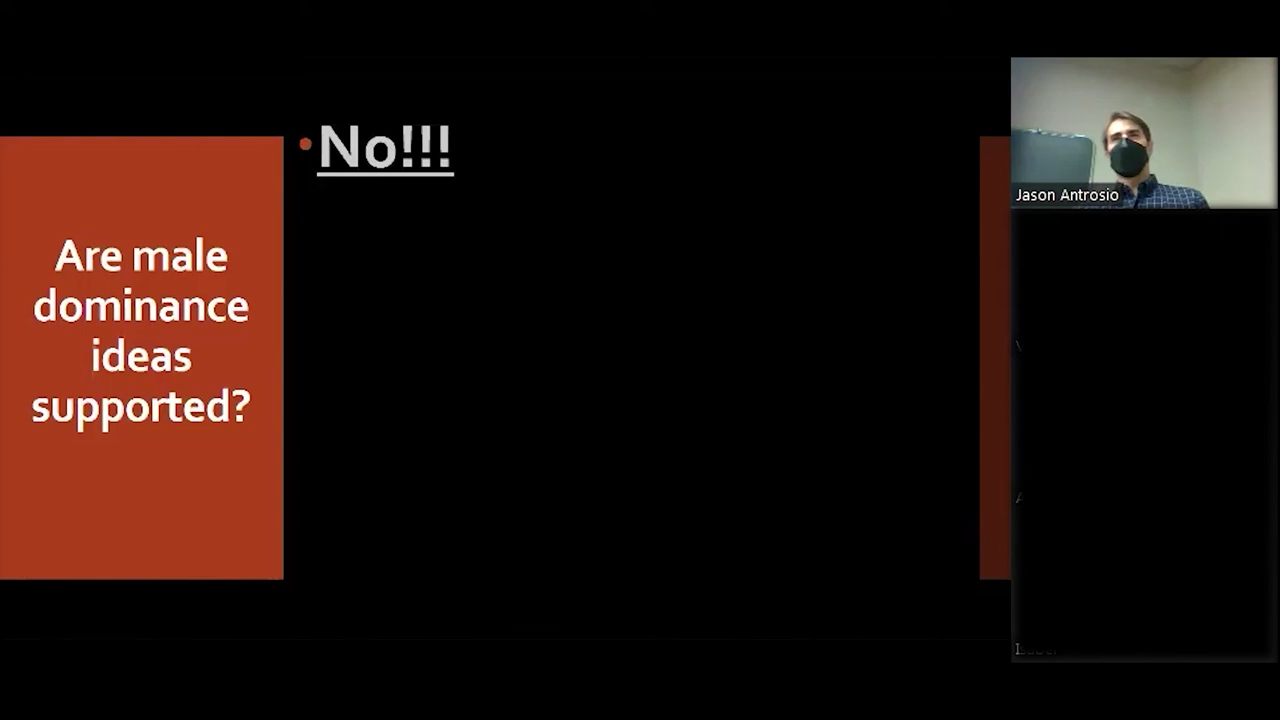 Are male
dominance
ideas
supported?
No!!!
Jason Antrosio